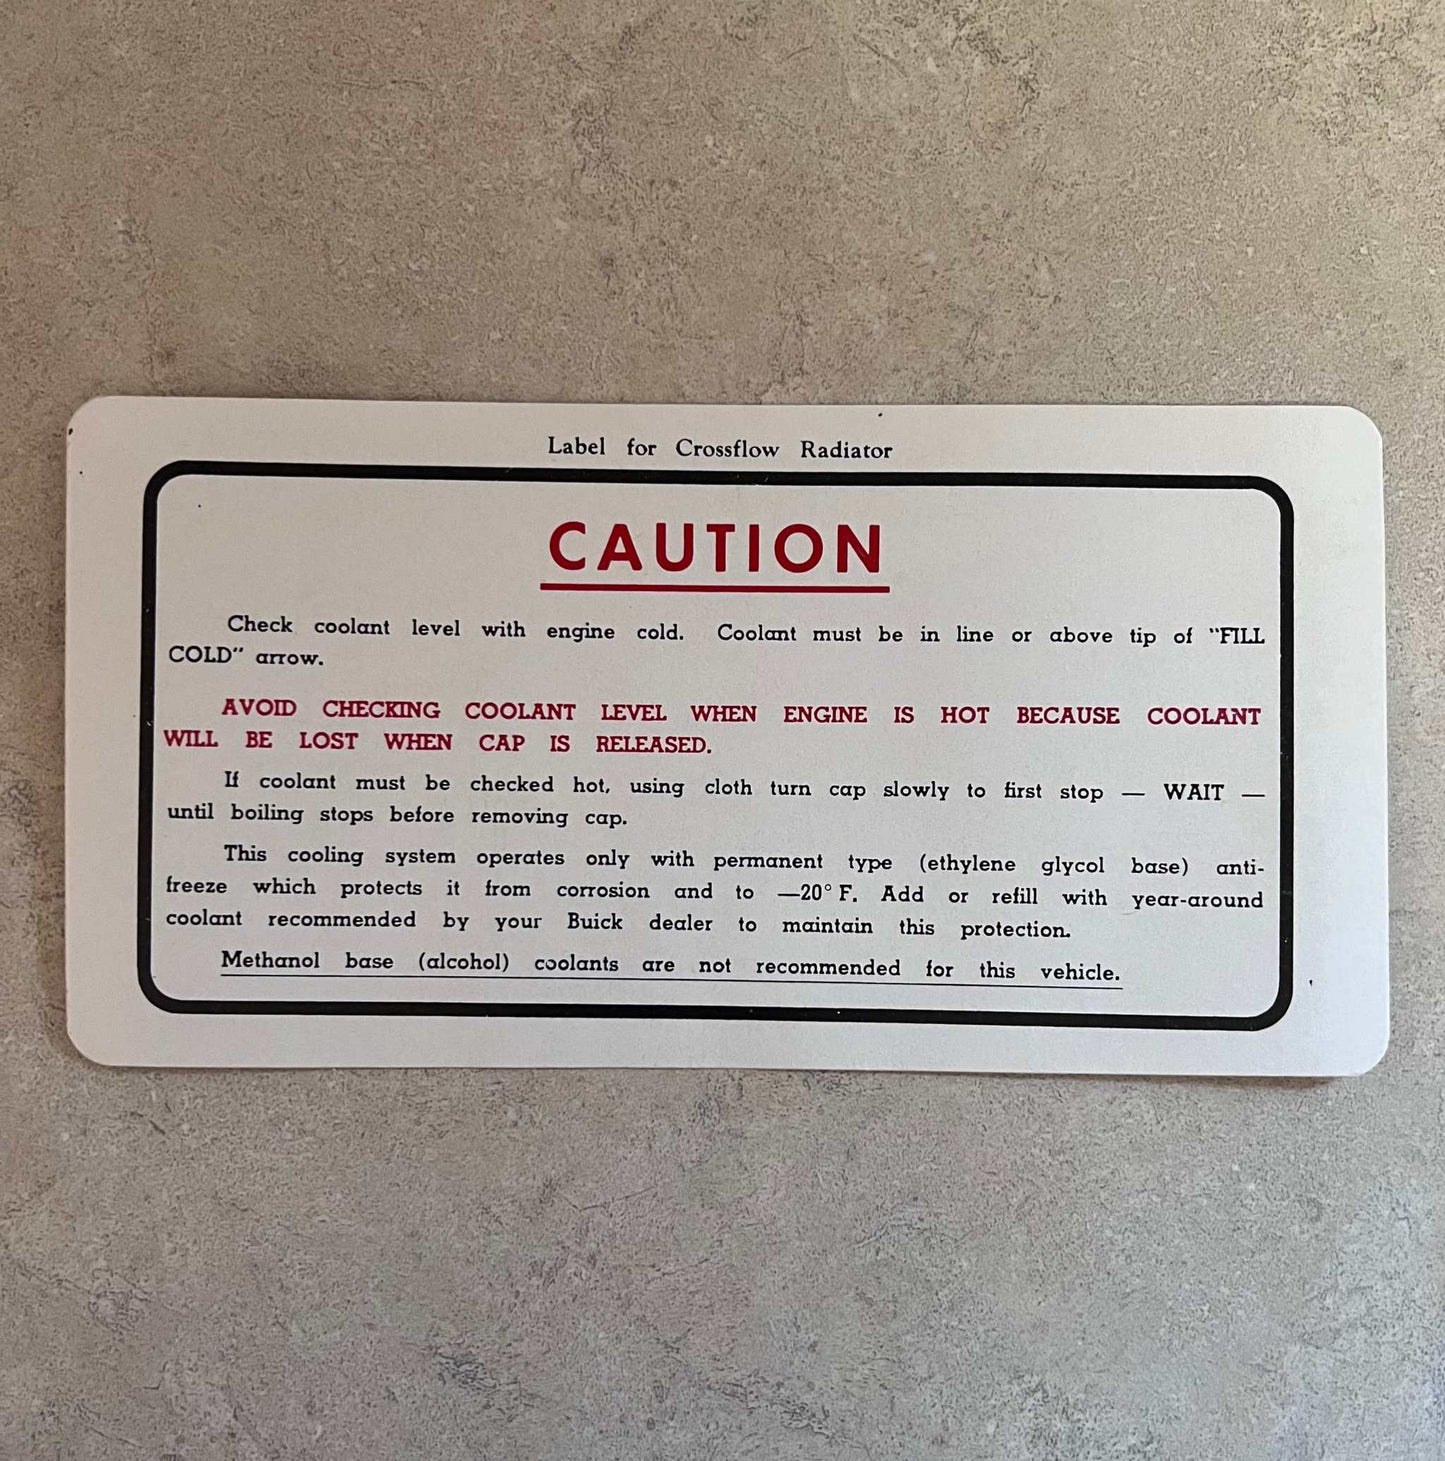 Label for Crossflow Radiator
CAUTION
Check coolant level with engine cold. Coolant must be in line or above tip of "FILL
COLD" arrow.
AVOID CHECKING COOLANT LEVEL WHEN ENGINE IS HOT BECAUSE COOLANT
WILL BE LOST WHEN CAP IS RELEASED.
If coolant must be checked hot, using cloth turn cap slowly to first stop — WAIT —
until boiling stops before removing cap.
This cooling system operates only with permanent type (ethylene glycol base) anti-
freeze which protects it from corrosion and to —20° F. Add or refill with year-around
coolant recommended by your Buick dealer to maintain this protection.
Methanol base (alcohol) coolants are not recommended for this vehicle.